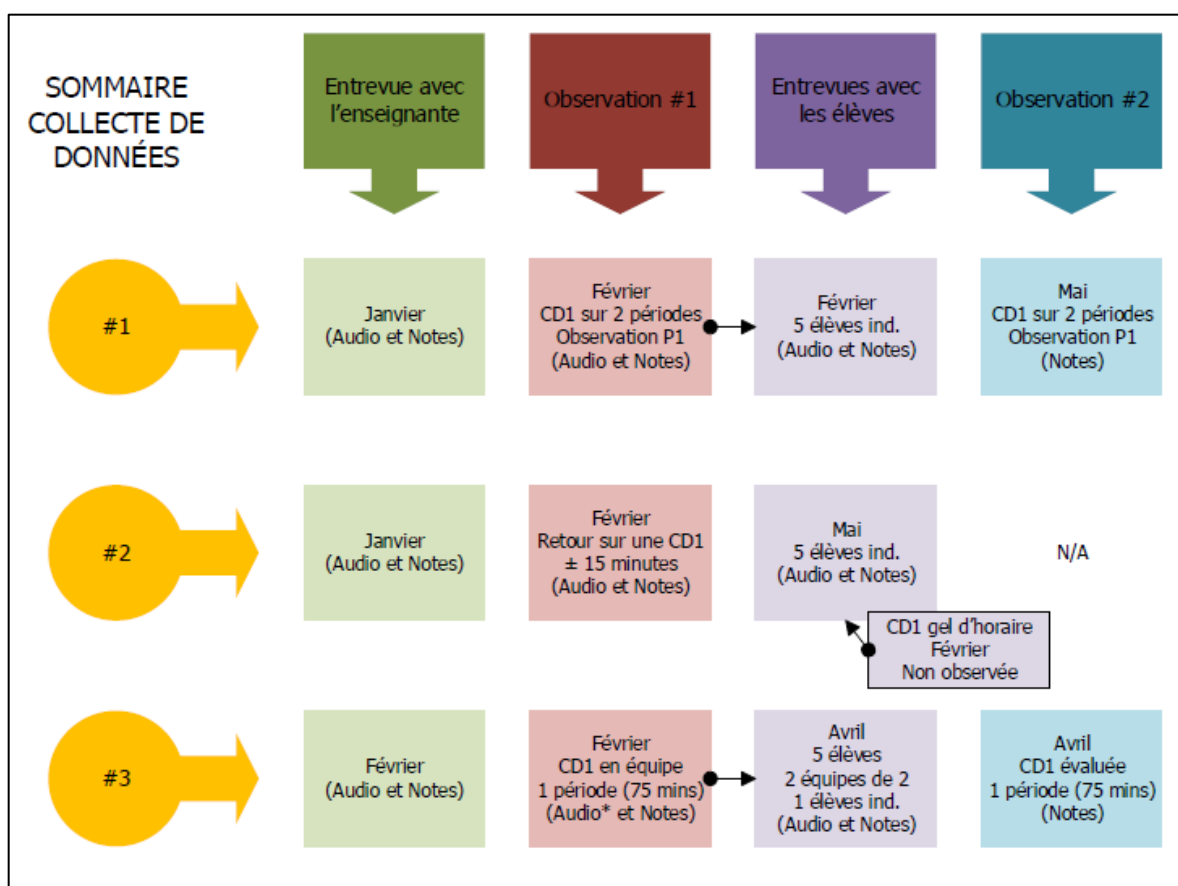 SOMMAIRE
COLLECTE DE
DONNÉES
Entrevue avec
l'enseignante
Observation #1
Entrevues avec
les élèves
Observation #2
#1
Janvier
(Audio et Notes)
Février
CD1 sur 2 périodes
Observation P1
(Audio et Notes)
Février
5 élèves ind.
(Audio et Notes)
Mai
CD1 sur 2 périodes
Observation P1
(Notes)
#2
Janvier
(Audio et Notes)
Février
Retour sur une CD1
± 15 minutes
(Audio et Notes)
Mai
5 élèves ind.
(Audio et Notes)
N/A
CD1 gel d'horaire
Février
Non observée
#3
Février
(Audio et Notes)
Février
CD1 en équipe
1 période (75 mins)
(Audio* et Notes)
Avril
5 élèves
2 équipes de 2
1 élèves ind.
(Audio et Notes)
Avril
CD1 évaluée
1 période (75 mins)
(Notes)